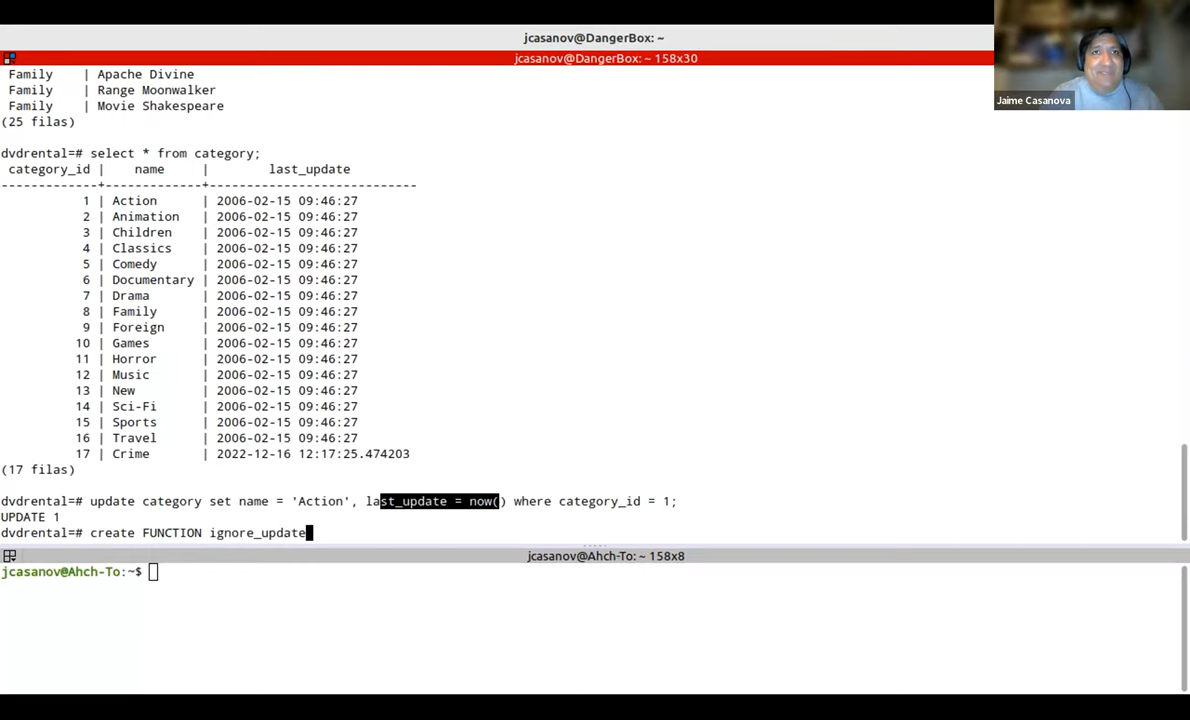 jcasanov@DangerBox: ~
jcasanov@DangerBox: ~ 158x30
Jaime Casanova
Family | Apache Divine
Family | Range Moonwalker
Family | Movie Shakespeare
(25 filas)
dvdrental=# select * from category;
category_id | name | last_update
-------------+-------------+----------------------------
1 | Action | 2006-02-15 09:46:27
2 | Animation | 2006-02-15 09:46:27
3 | Children | 2006-02-15 09:46:27
4 | Classics | 2006-02-15 09:46:27
5 | Comedy | 2006-02-15 09:46:27
6 | Documentary | 2006-02-15 09:46:27
7 | Drama | 2006-02-15 09:46:27
8 | Family | 2006-02-15 09:46:27
9 | Foreign | 2006-02-15 09:46:27
10 | Games | 2006-02-15 09:46:27
11 | Horror | 2006-02-15 09:46:27
12 | Music | 2006-02-15 09:46:27
13 | New | 2006-02-15 09:46:27
14 | Sci-Fi | 2006-02-15 09:46:27
15 | Sports | 2006-02-15 09:46:27
16 | Travel | 2006-02-15 09:46:27
17 | Crime | 2022-12-16 12:17:25.474203
(17 filas)
dvdrental=# update category set name = 'Action', last_update = now() where category_id = 1;
UPDATE 1
dvdrental=# create FUNCTION ignore_update
jcasanov@Ahch-To: ~ 158x8
jcasanov@Ahch-To:~$